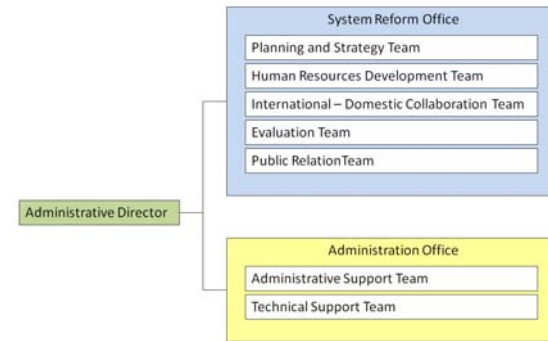 System Reform Office
Planning and Strategy Team
Human Resources Development Team
International – Domestic Collaboration Team
Evaluation Team
Public RelationTeam
Administrative Director
Administration Office
Administrative Support Team
Technical Support Team